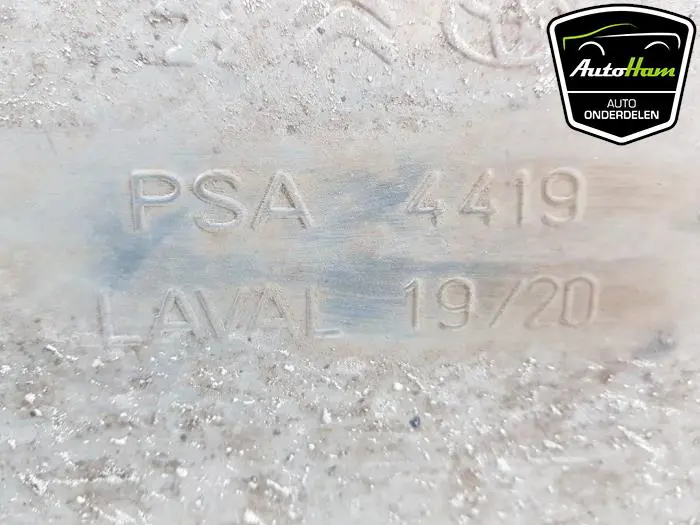 AutoHam
AUTO
ONDERDELEN
PSA 4419
LAVAL 19/20